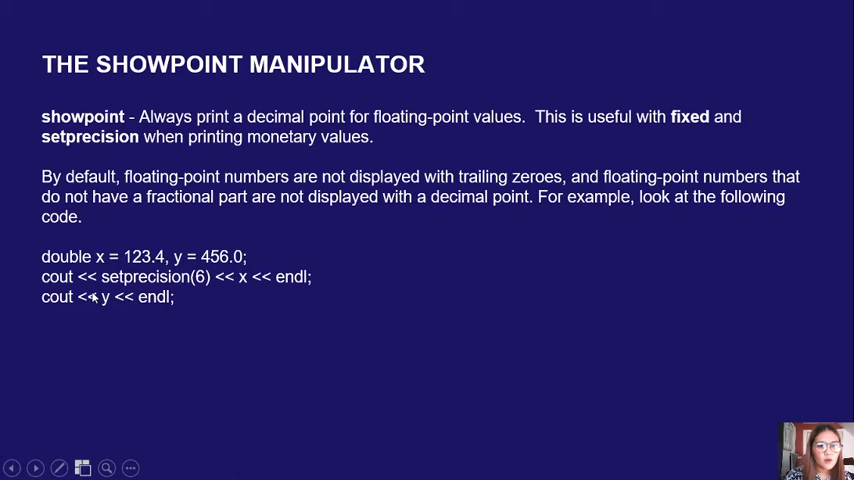 THE SHOWPOINT MANIPULATOR
showpoint - Always print a decimal point for floating-point values.  This is useful with fixed and
setprecision when printing monetary values.
By default, floating-point numbers are not displayed with trailing zeroes, and floating-point numbers that
do not have a fractional part are not displayed with a decimal point. For example, look at the following
code.
double x = 123.4, y = 456.0;
cout << setprecision(6) << x << endl;
cout << y << endl;